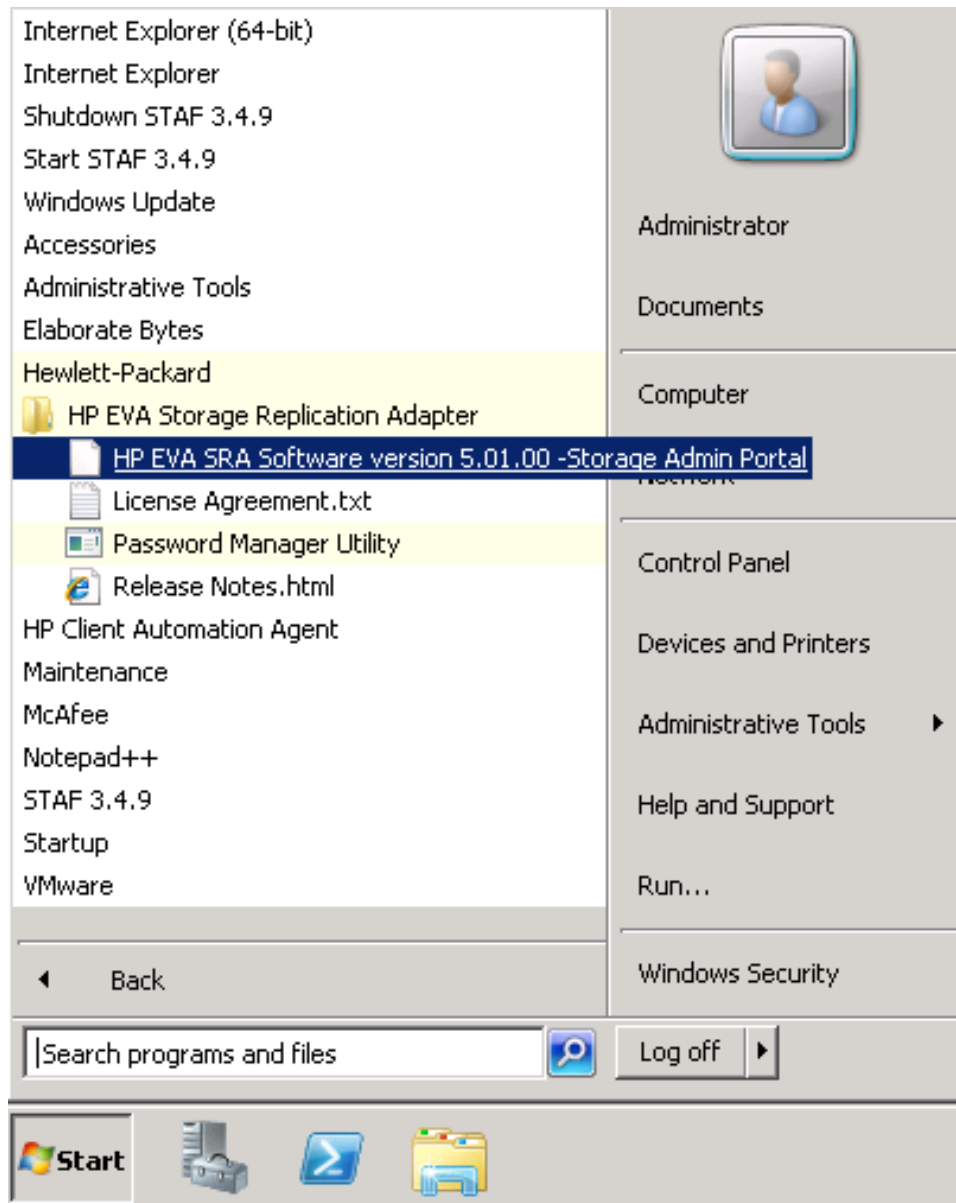 Internet Explorer (64-bit)
Internet Explorer
Shutdown STAF 3.4.9
Start STAF 3.4.9
Windows Update
Accessories
Administrative Tools
Elaborate Bytes
Hewlett-Packard
HP EVA Storage Replication Adapter
HP EVA SRA Software version 5.01.00 -Storage Admin Portal
License Agreement.txt
Password Manager Utility
Release Notes.html
HP Client Automation Agent
Maintenance
McAfee
Notepad++
STAF 3.4.9
Startup
VMware
Back
Search programs and files
Administrator
Documents
Computer
Network
Control Panel
Devices and Printers
Administrative Tools
Help and Support
Run...
Windows Security
Log off
Start